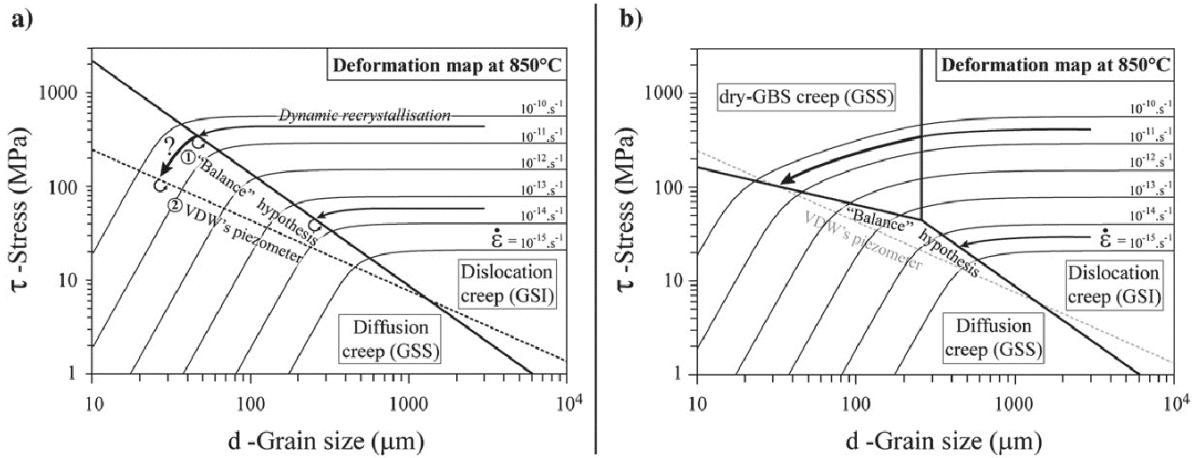 a)
Deformation map at 850°C
τ -Stress (MPa)
1000
100
10
1
Dynamic recrystallisation
?
① "Balance" hypothesis
② VDW's piezometer
10⁻¹⁰.s⁻¹
10⁻¹¹.s⁻¹
10⁻¹².s⁻¹
10⁻¹³.s⁻¹
10⁻¹⁴.s⁻¹
ε̇ = 10⁻¹⁵.s⁻¹
Dislocation
creep (GSI)
Diffusion
creep (GSS)
10
100
1000
10⁴
d -Grain size (μm)
b)
Deformation map at 850°C
dry-GBS creep (GSS)
τ -Stress (MPa)
1000
100
10
1
10⁻¹⁰.s⁻¹
10⁻¹¹.s⁻¹
10⁻¹².s⁻¹
10⁻¹³.s⁻¹
10⁻¹⁴.s⁻¹
ε̇ = 10⁻¹⁵.s⁻¹
"Balance" hypothesis
VDW's piezometer
Dislocation
creep (GSI)
Diffusion
creep (GSS)
10
100
1000
10⁴
d -Grain size (μm)